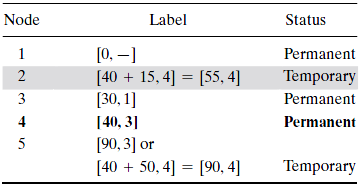 Node Label Status
1 [0, —] Permanent
2 [40 + 15, 4] = [55, 4] Temporary
3 [30, 1] Permanent
4 [40, 3] Permanent
5 [90, 3] or
[40 + 50, 4] = [90, 4] Temporary